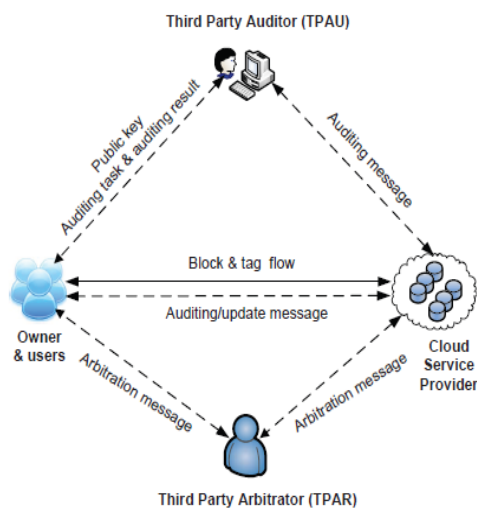 Third Party Auditor (TPAU)
Public key
Auditing task & auditing result
Auditing message
Block & tag flow
Auditing/update message
Owner
& users
Cloud
Service
Provider
Arbitration message
Arbitration message
Third Party Arbitrator (TPAR)